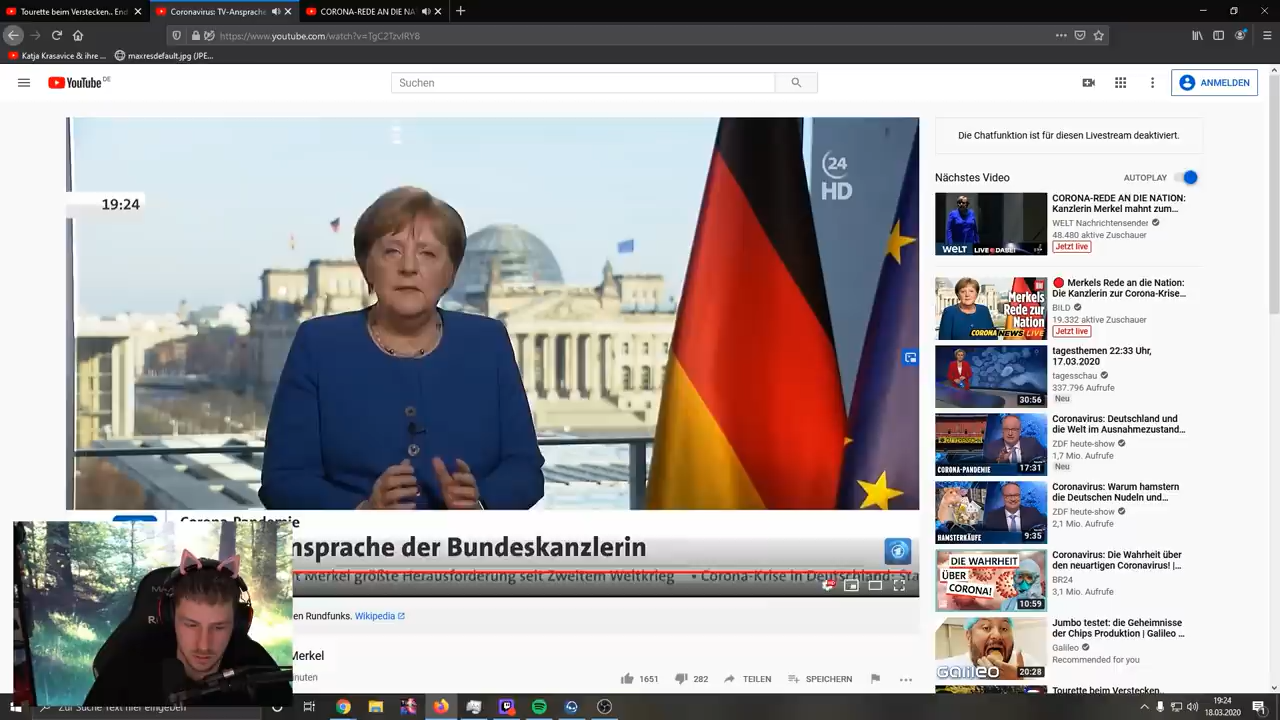 Tourette beim Verstecken.. En
Coronavirus: TV-Ansprache
CORONA-REDE AN DIE NA
https://www.youtube.com/watch?v=TgC2TzvIRY8
Katja Krasavice & ihre ...
maxresdefault.jpg (JPE...
YouTube DE
Suchen
ANMELDEN
24
HD
19:24
Corona-Pandemie
nsprache der Bundeskanzlerin
Merkel größte Herausforderung seit Zweitem Weltkrieg • Corona-Krise in Deutschland: Sta
en Rundfunks. Wikipedia
Merkel
nuten
1651
282
TEILEN
SPEICHERN
Die Chatfunktion ist für diesen Livestream deaktiviert.
Nächstes Video
AUTOPLAY
welt LIVE DABEI
CORONA-REDE AN DIE NATION:
Kanzlerin Merkel mahnt zum...
WELT Nachrichtensender
48.480 aktive Zuschauer
Jetzt live
Merkels
Rede zur
Nation
CORONA NEWS LIVE
Merkels Rede an die Nation:
Die Kanzlerin zur Corona-Krise...
BILD
19.332 aktive Zuschauer
Jetzt live
30:56
tagesthemen 22:33 Uhr,
17.03.2020
tagesschau
337.796 Aufrufe
Neu
CORONA-PANDEMIE
17:31
Coronavirus: Deutschland und
die Welt im Ausnahmezustand...
ZDF heute-show
1,7 Mio. Aufrufe
Neu
HAMSTERKÄUFE
9:35
Coronavirus: Warum hamstern
die Deutschen Nudeln und...
ZDF heute-show
2,1 Mio. Aufrufe
DIE WAHRHEIT
ÜBER
CORONA!
10:59
Coronavirus: Die Wahrheit über
den neuartigen Coronavirus! |...
BR24
3,1 Mio. Aufrufe
Galileo
20:28
Jumbo testet: die Geheimnisse
der Chips Produktion | Galileo ...
Galileo
Recommended for you
Tourette beim Verstecken
Zur Suche Text hier eingeben
19:24
18.03.2020